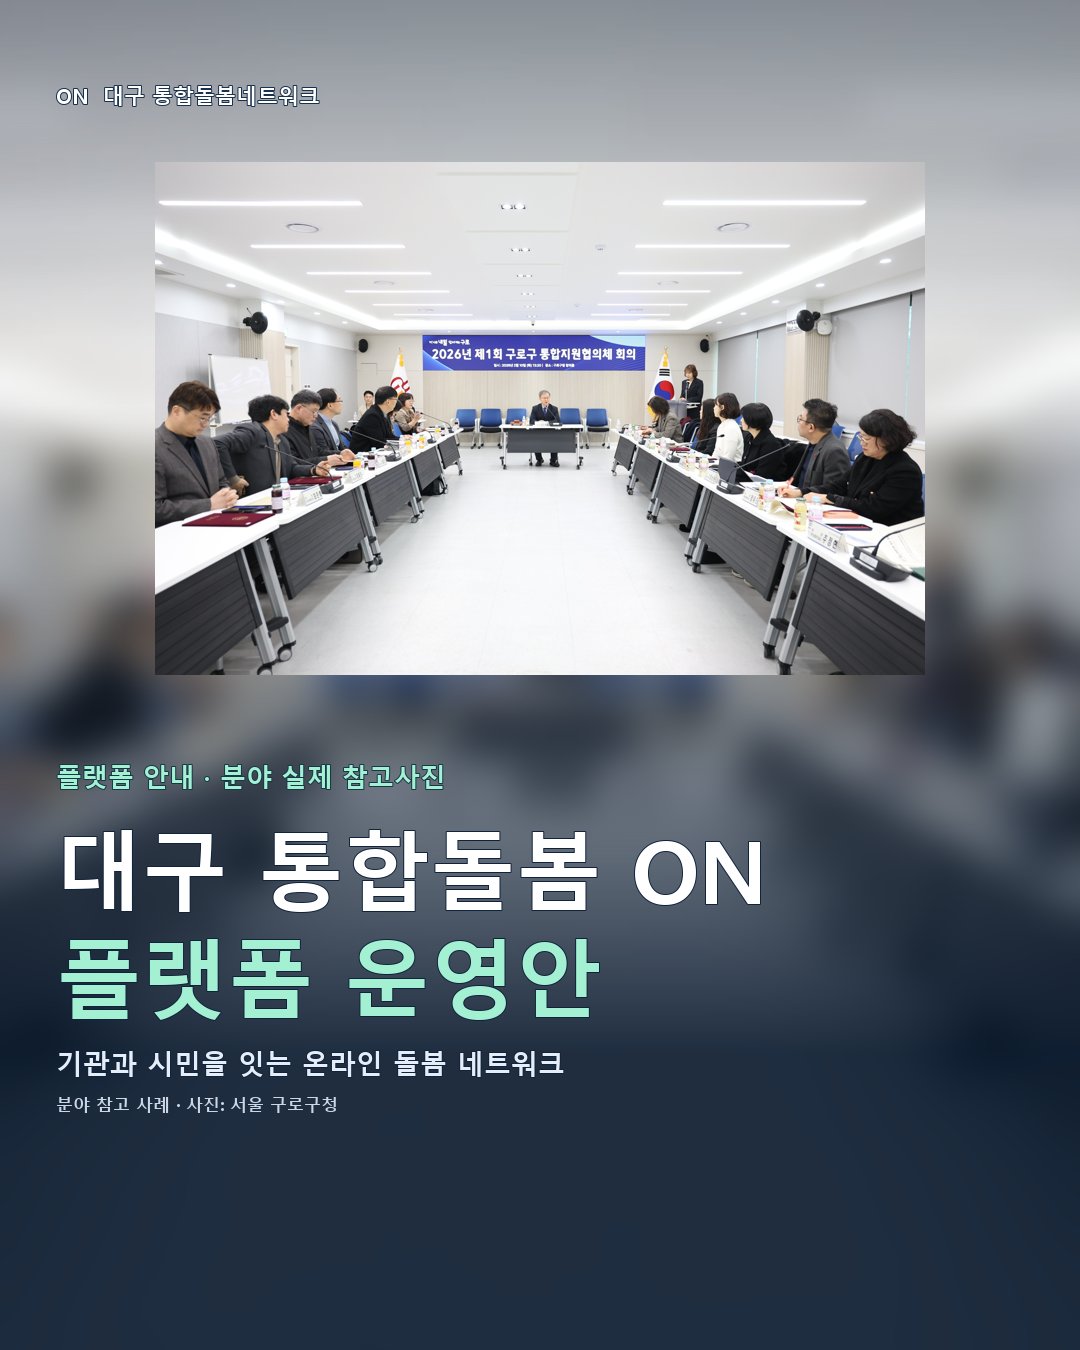 ON 대구 통합돌봄네트워크
2026년 제1회 구로구 통합지원협의체 회의
플랫폼 안내 · 분야 실제 참고사진
대구 통합돌봄 ON
플랫폼 운영안
기관과 시민을 잇는 온라인 돌봄 네트워크
분야 참고 사례 · 사진: 서울 구로구청